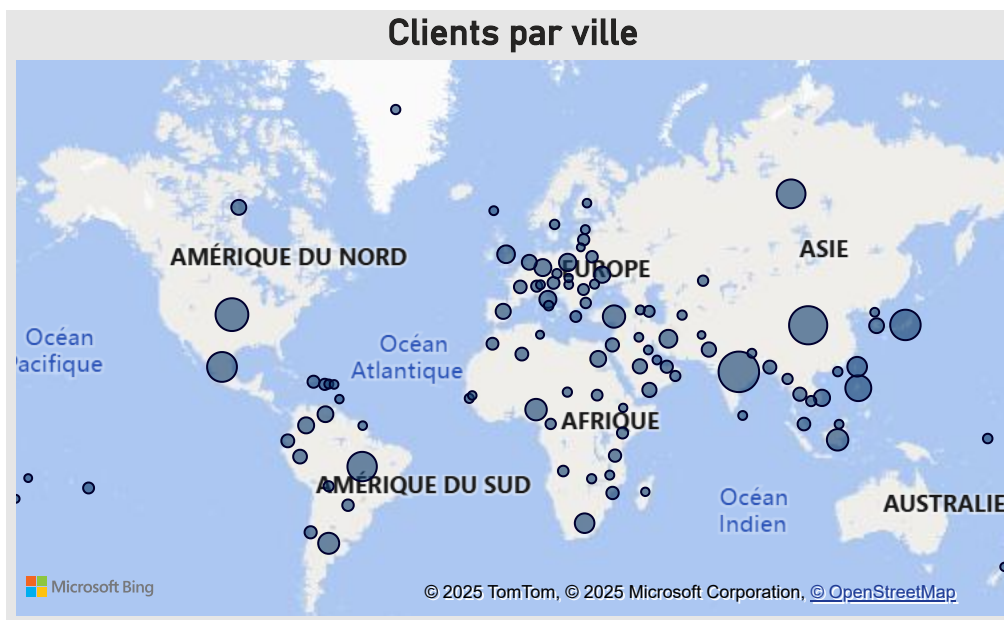 Clients par ville
AMÉRIQUE DU NORD
EUROPE
ASIE
Océan
Pacifique
Océan
Atlantique
AFRIQUE
AMÉRIQUE DU SUD
Océan
Indien
AUSTRALIE
Microsoft Bing
© 2025 TomTom, © 2025 Microsoft Corporation, © OpenStreetMap